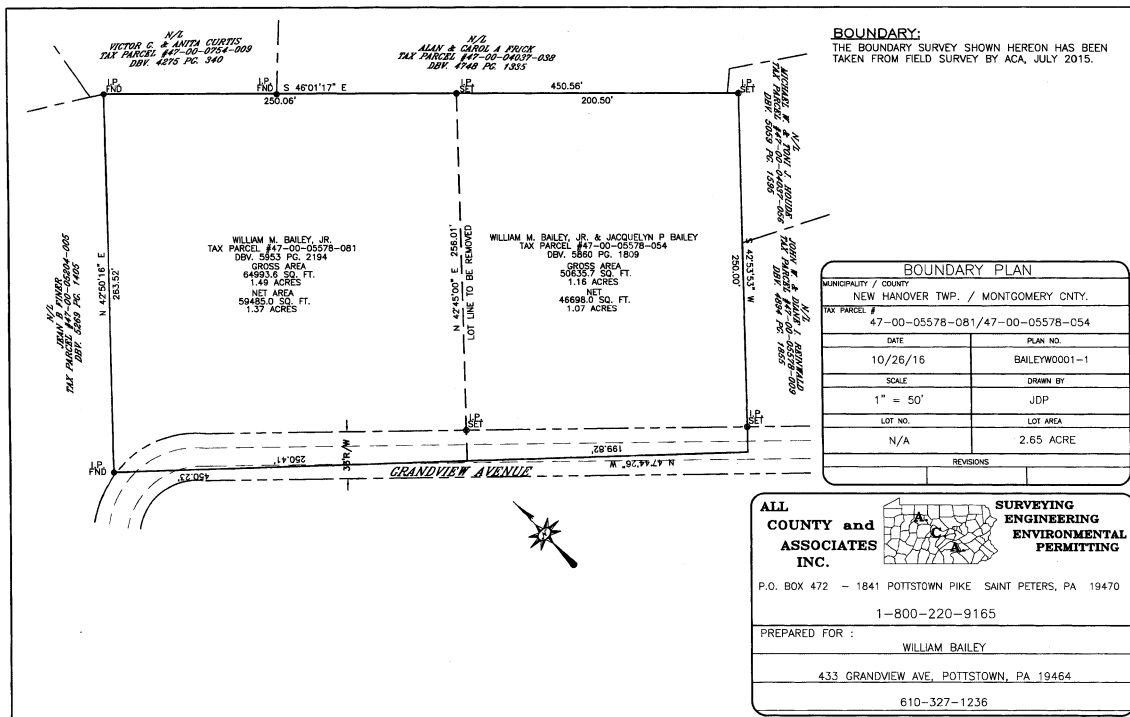 N/L
VICTOR C. & ANITA CURTIS
TAX PARCEL #47-00-0754-009
DBV. 4275 PG. 340
N/L
ALAN & CAROL A FRICK
TAX PARCEL #47-00-04037-038
DBV. 4748 PG. 1335
BOUNDARY:
THE BOUNDARY SURVEY SHOWN HEREON HAS BEEN
TAKEN FROM FIELD SURVEY BY ACA, JULY 2015.
I.P.
FND
I.P.
FND
S 46°01'17" E
250.06'
I.P.
SET
450.56'
200.50'
I.P.
SET
N/L
MICHAEL W. & TONI J. HOUDE
TAX PARCEL #47-00-04037-056
DBV. 5059 PG. 1595
N/L
JEAN B FINER
TAX PARCEL #47-00-05204-005
DBV. 5269 PG. 1405
N 42°50'16" E
263.52'
WILLIAM M. BAILEY, JR.
TAX PARCEL #47-00-05578-081
DBV. 5953 PG. 2194
GROSS AREA
64993.6 SQ. FT.
1.49 ACRES
NET AREA
59485.0 SQ. FT.
1.37 ACRES
N 42°45'00" E 256.01'
LOT LINE TO BE REMOVED
WILLIAM M. BAILEY, JR. & JACQUELYN P BAILEY
TAX PARCEL #47-00-05578-054
DBV. 5860 PG. 1809
GROSS AREA
50635.7 SQ. FT.
1.16 ACRES
NET
46698.0 SQ. FT.
1.07 ACRES
S 42°53'53" W
250.00'
N/L
JOHN W. & DIANE L REINWALD
TAX PARCEL #47-00-05578-009
DBV. 4694 PG. 1855
I.P.
FND
I.P.
SET
I.P.
SET
450.23'
250.41'
33'R/W
GRANDVIEW AVENUE
199.82'
N 47°44'26" W
BOUNDARY PLAN
MUNICIPALITY / COUNTY
NEW HANOVER TWP. / MONTGOMERY CNTY.
TAX PARCEL #
47-00-05578-081/47-00-05578-054
DATE PLAN NO.
10/26/16 BAILEYW0001-1
SCALE DRAWN BY
1" = 50' JDP
LOT NO. LOT AREA
N/A 2.65 ACRE
REVISIONS
ALL
COUNTY and
ASSOCIATES
INC.
A.
C.
A.
SURVEYING
ENGINEERING
ENVIRONMENTAL
PERMITTING
P.O. BOX 472 - 1841 POTTSTOWN PIKE SAINT PETERS, PA 19470
1-800-220-9165
PREPARED FOR :
WILLIAM BAILEY
433 GRANDVIEW AVE, POTTSTOWN, PA 19464
610-327-1236